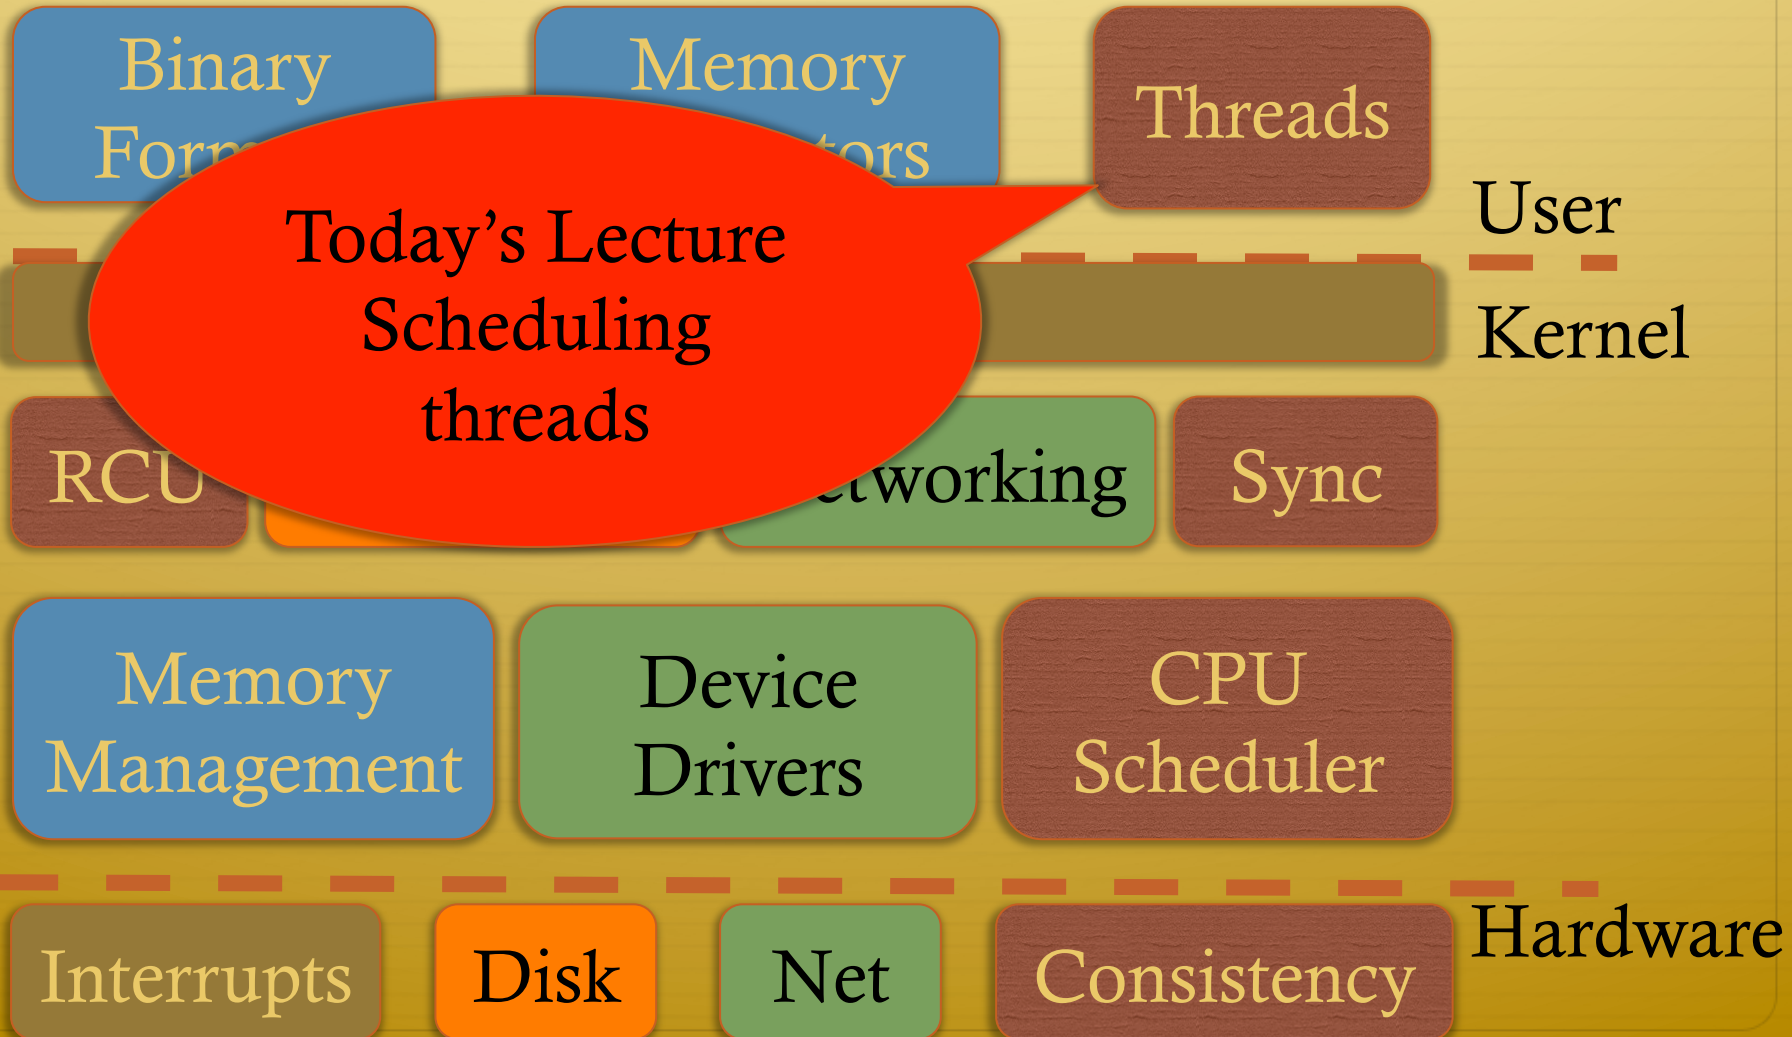 Binary
Memory
Threads
User
Today’s Lecture
Scheduling
threads
Kernel
RCU
Sync
Memory
Management
Device
Drivers
CPU
Scheduler
Hardware
Interrupts
Disk
Net
Consistency